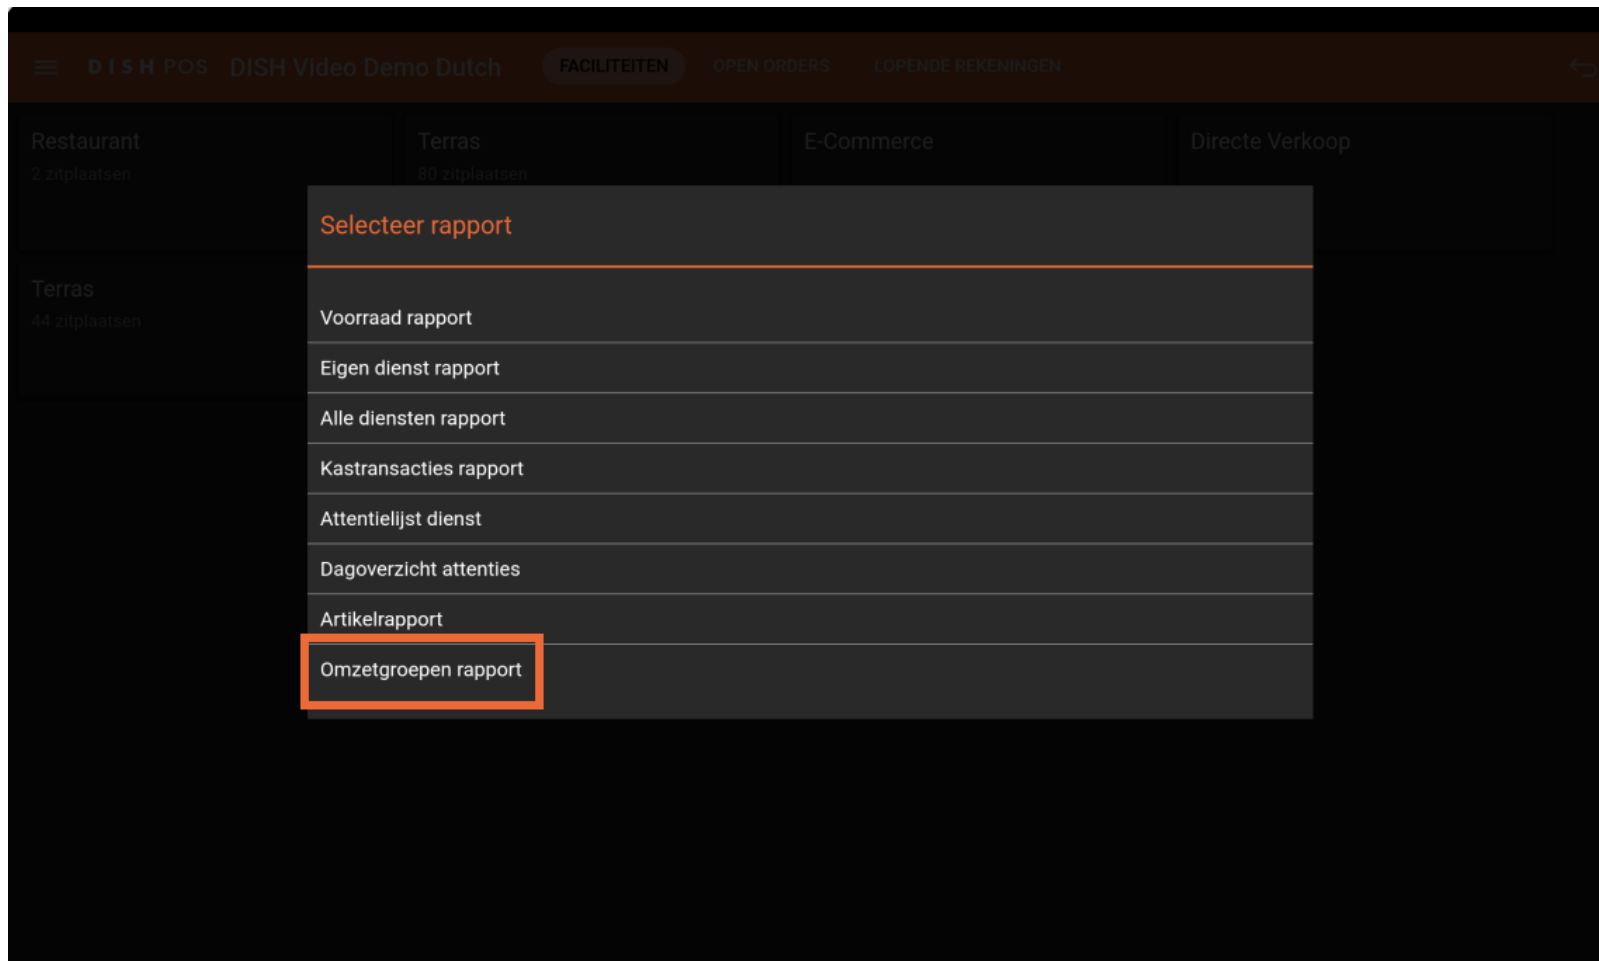 DISH POS DISH Video Demo Dutch FACILITEITEN OPEN ORDERS LOPENDE REKENINGEN
Restaurant Terras E-Commerce Directe Verkoop
2 zitplaatsen 80 zitplaatsen
Selecteer rapport
Terras
44 zitplaatsen
Voorraad rapport
Eigen dienst rapport
Alle diensten rapport
Kastransacties rapport
Attentielijst dienst
Dagoverzicht attenties
Artikelrapport
Omzetgroepen rapport